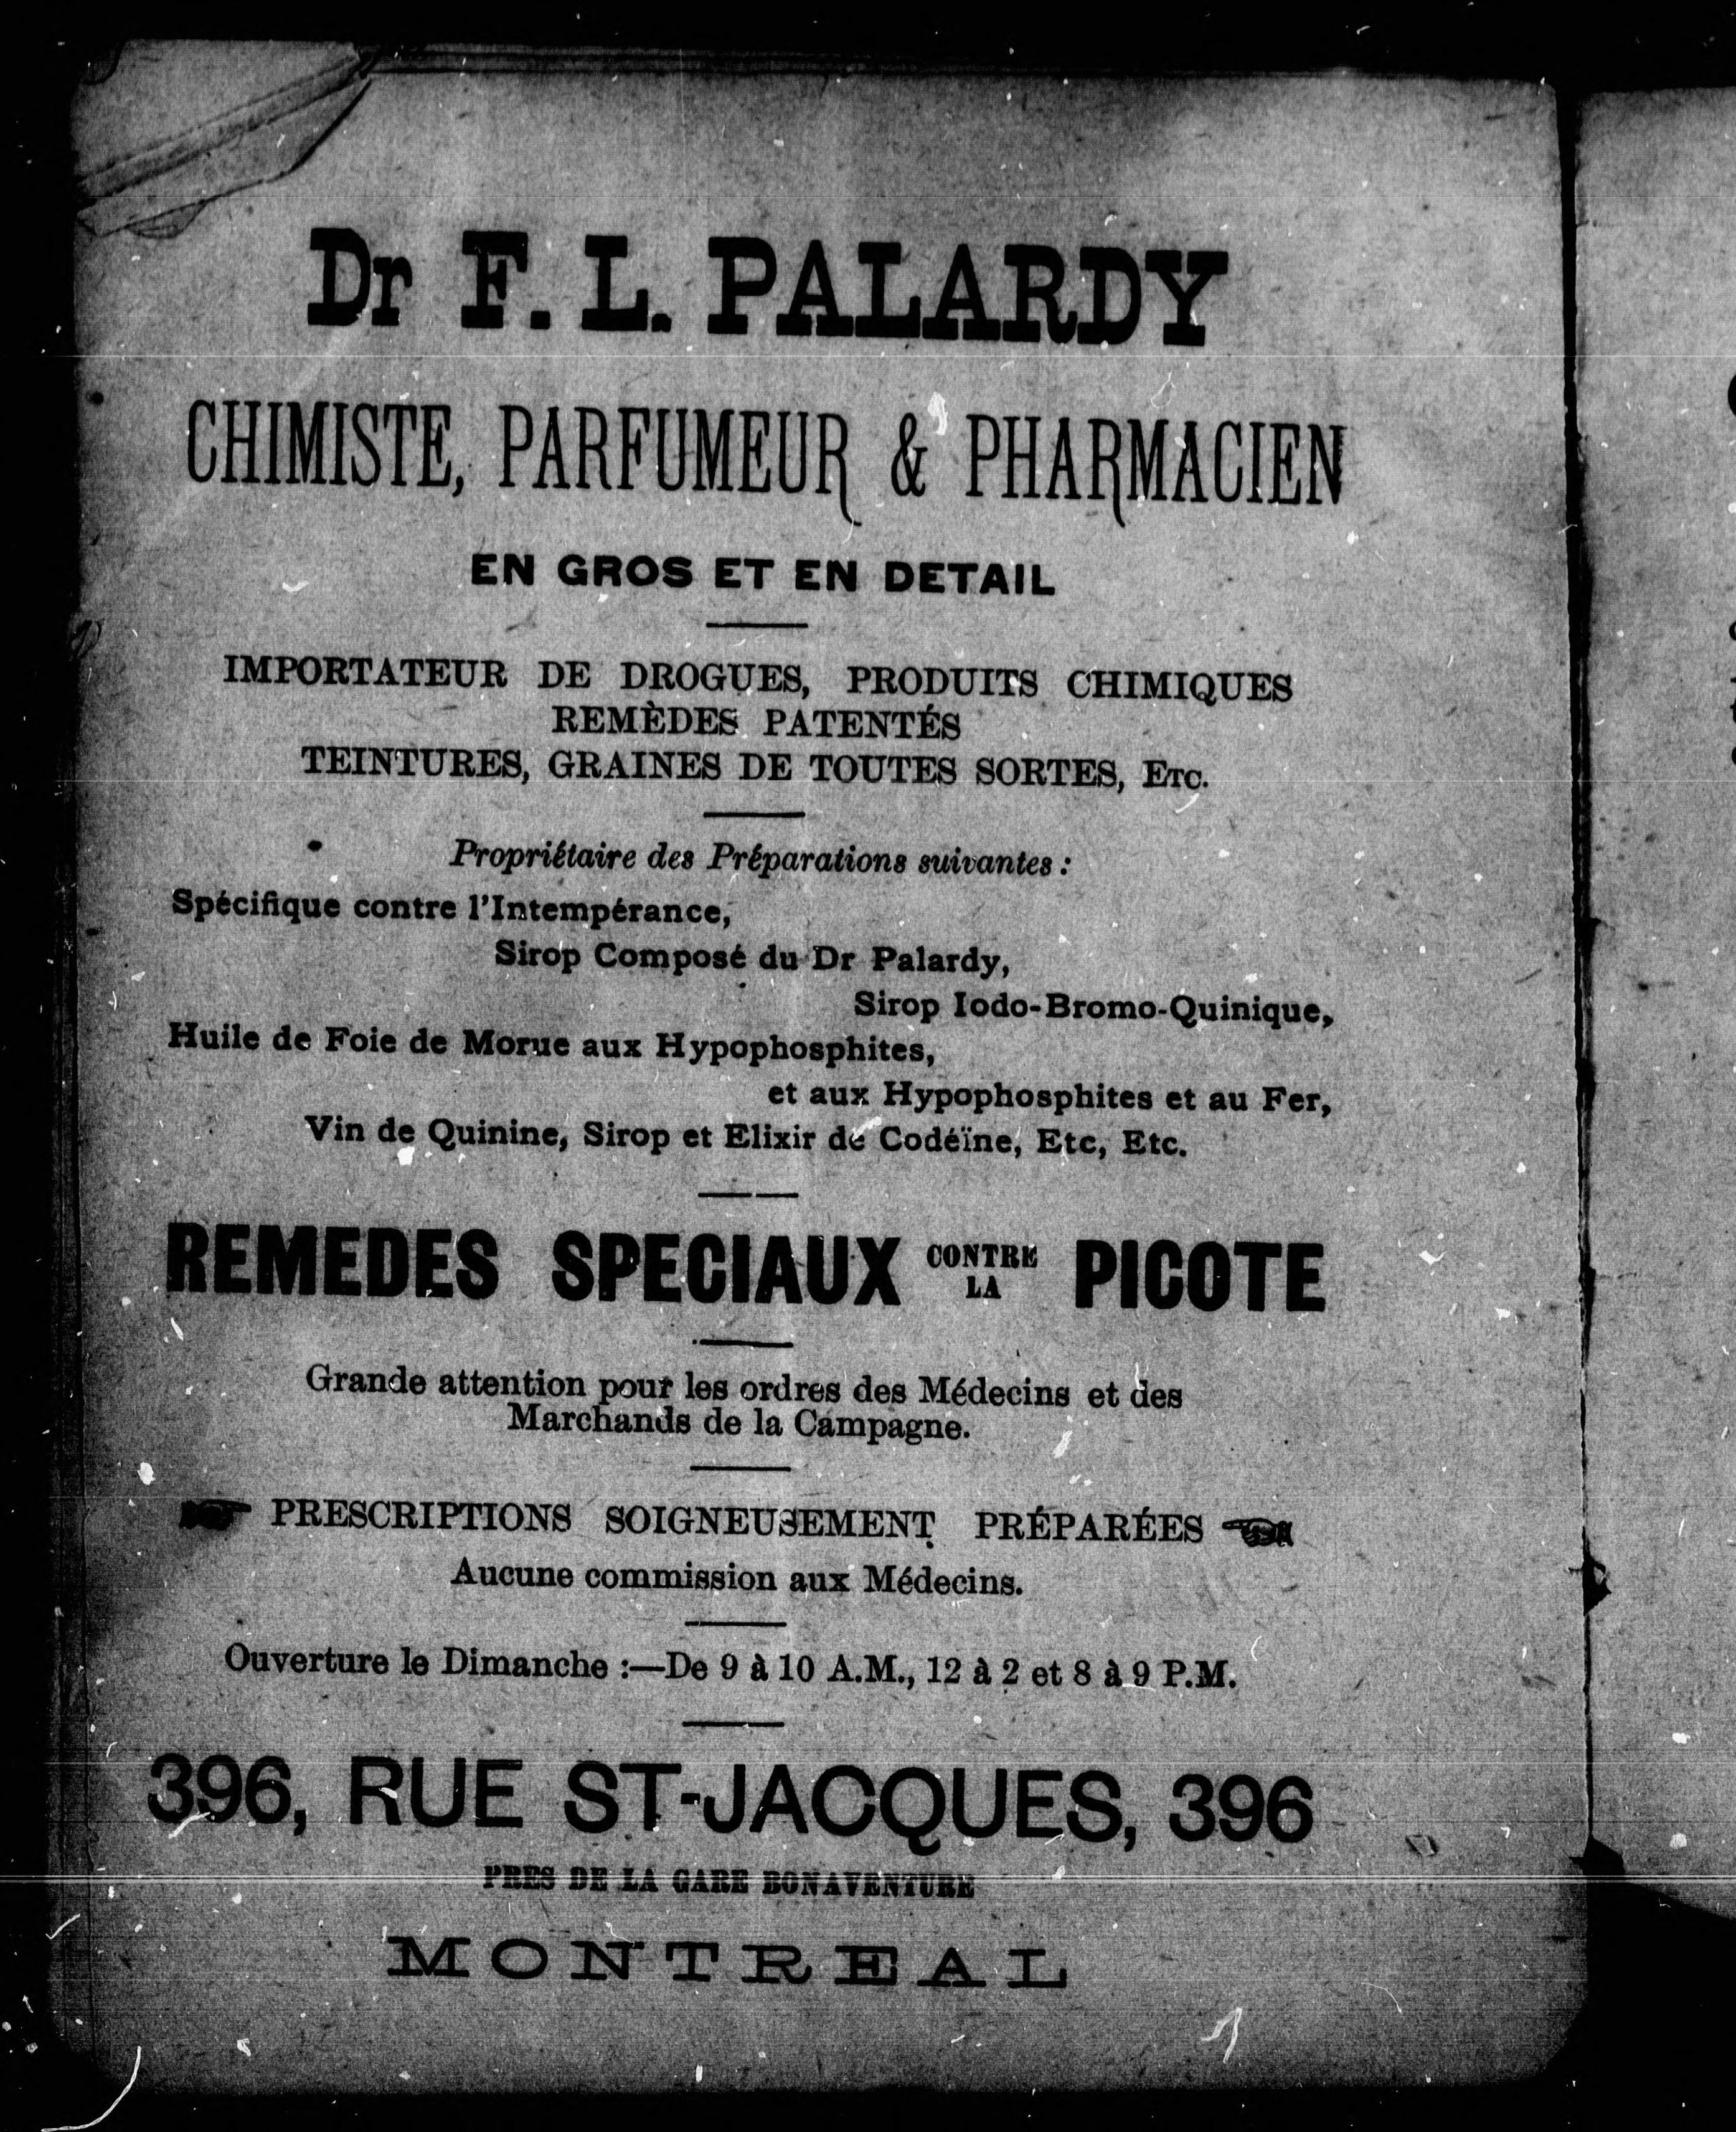 Dr F. L. PALARDY
CHIMISTE, PARFUMEUR & PHARMACIEN
EN GROS ET EN DETAIL
IMPORTATEUR DE DROGUES, PRODUITS CHIMIQUES
REMÈDES PATENTÉS
TEINTURES, GRAINES DE TOUTES SORTES, ETC.
Propriétaire des Préparations suivantes :
Spécifique contre l'Intempérance,
Sirop Composé du Dr Palardy,
Sirop Iodo-Bromo-Quinique,
Huile de Foie de Morue aux Hypophosphites,
et aux Hypophosphites et au Fer,
Vin de Quinine, Sirop et Elixir de Codéïne, Etc, Etc.
REMEDES SPECIAUX CONTRE LA PICOTE
Grande attention pour les ordres des Médecins et des
Marchands de la Campagne.
PRESCRIPTIONS SOIGNEUSEMENT PRÉPARÉES
Aucune commission aux Médecins.
Ouverture le Dimanche :—De 9 à 10 A.M., 12 à 2 et 8 à 9 P.M.
396, RUE ST-JACQUES, 396
PRES DE LA GARE BONAVENTURE
MONTREAL